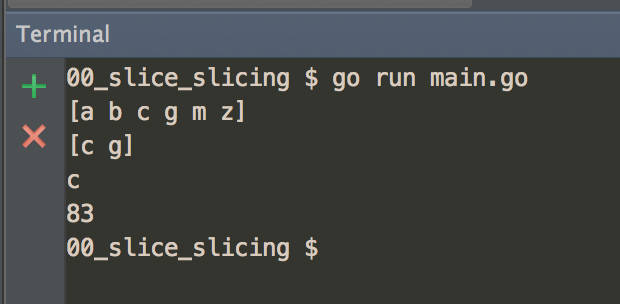 Terminal
00_slice_slicing $ go run main.go
[a b c g m z]
[c g]
c
83
00_slice_slicing $